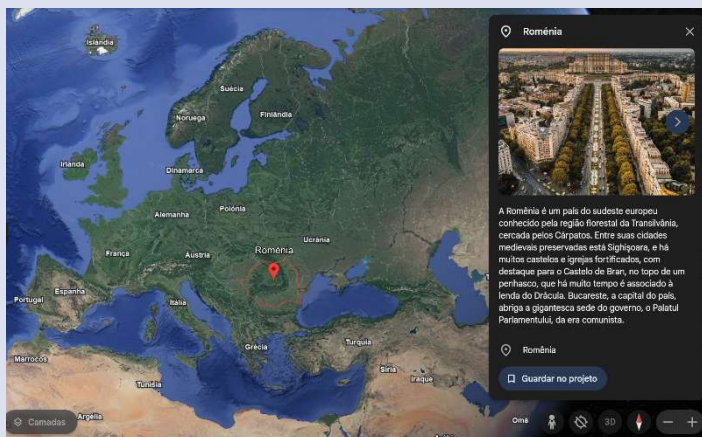 Islândia
Suécia
Finlândia
Noruega
Irlanda
Dinamarca
Polónia
Alemanha
Ucrânia
França
Áustria
Roménia
Espanha
Portugal
Itália
Grécia
Turquia
Síria
Iraque
Marrocos
Tunísia
Argélia
Omã
Camadas
3D
Roménia
A Romênia é um país do sudeste europeu
conhecido pela região florestal da Transilvânia,
cercada pelos Cárpatos. Entre suas cidades
medievais preservadas está Sighișoara, e há
muitos castelos e igrejas fortificados, com
destaque para o Castelo de Bran, no topo de um
penhasco, que há muito tempo é associado à
lenda do Drácula. Bucareste, a capital do país,
abriga a gigantesca sede do governo, o Palatul
Parlamentului, da era comunista.
Romênia
Guardar no projeto